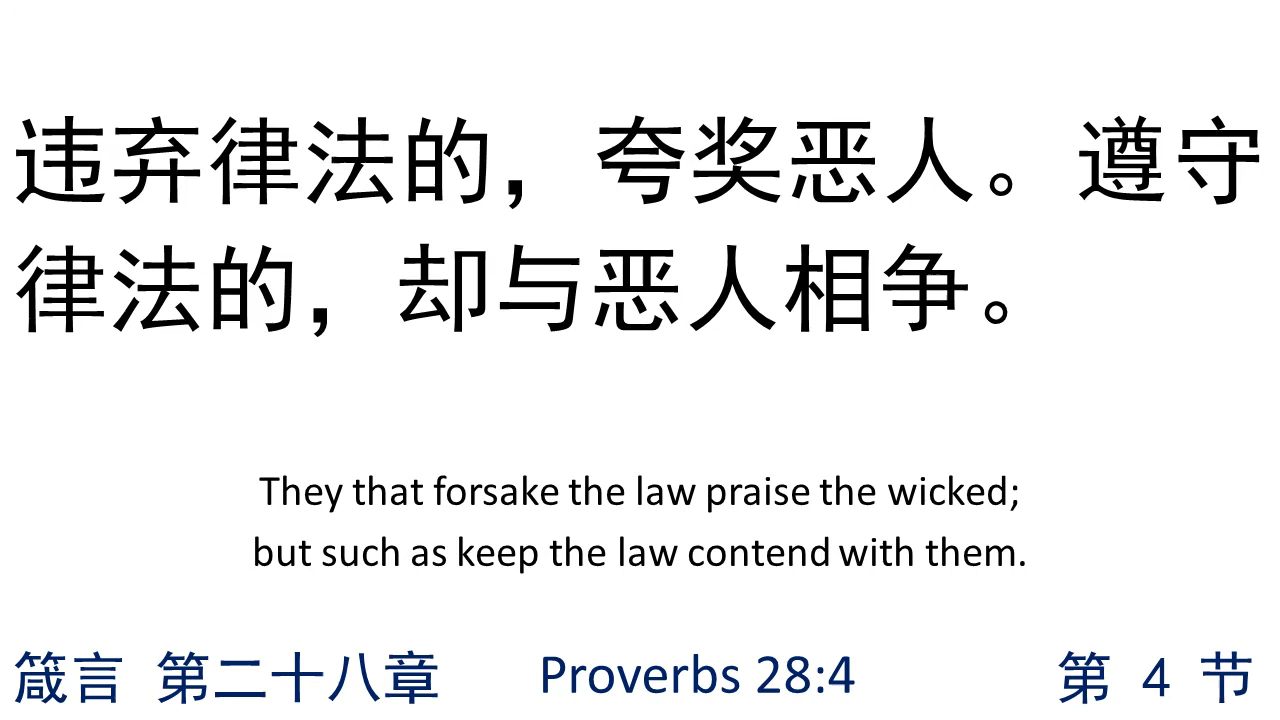 违弃律法的，夸奖恶人。遵守
律法的，却与恶人相争。
They that forsake the law praise the wicked;
but such as keep the law contend with them.
箴言 第二十八章 Proverbs 28:4 第 4 节